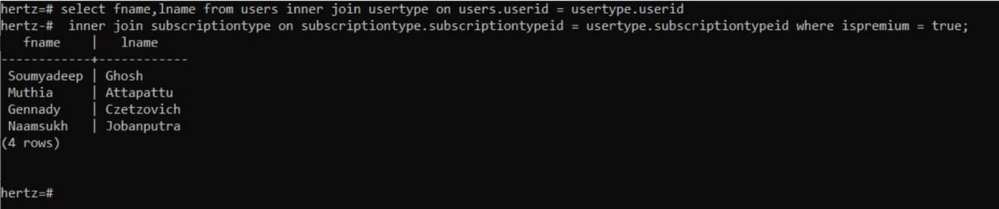 hertz=# select fname,lname from users inner join usertype on users.userid = usertype.userid
hertz-#  inner join subscriptiontype on subscriptiontype.subscriptiontypeid = usertype.subscriptiontypeid where ispremium = true;
   fname    |   lname
------------+------------
 Soumyadeep | Ghosh
 Muthia     | Attapattu
 Gennady    | Czetzovich
 Naamsukh   | Jobanputra
(4 rows)
hertz=#